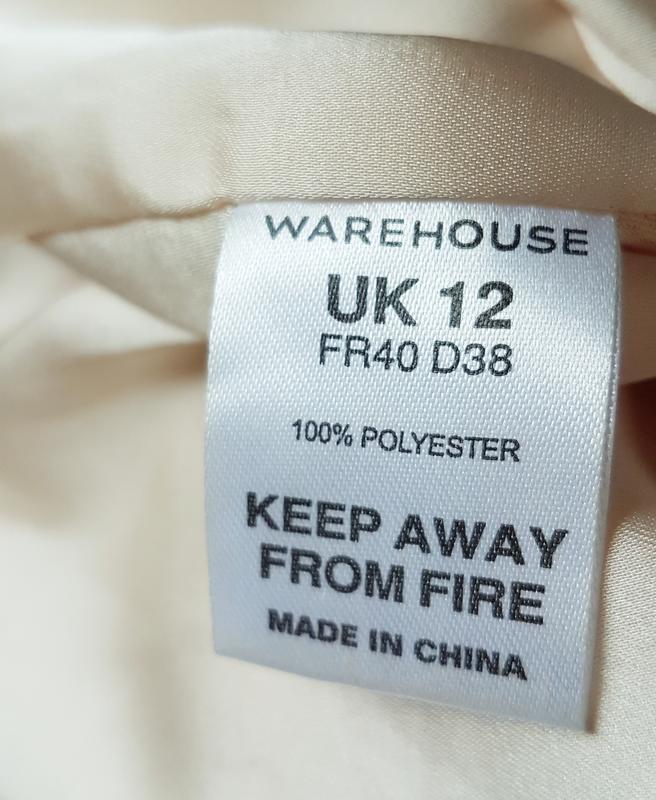 WAREHOUSE
UK 12
FR40 D38
100% POLYESTER
KEEP AWAY
FROM FIRE
MADE IN CHINA